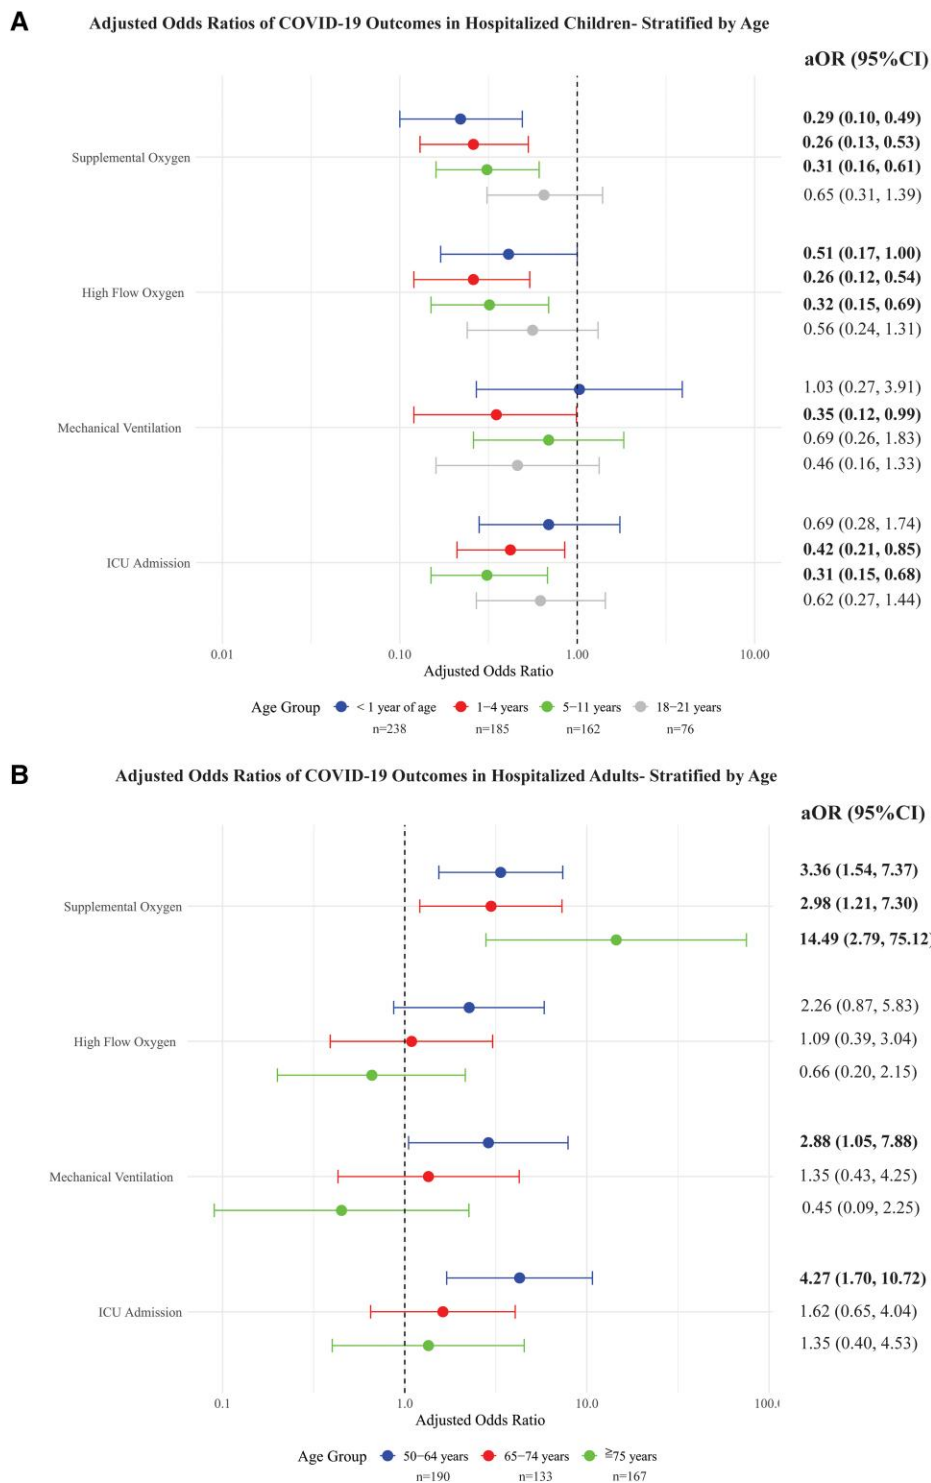 A
Adjusted Odds Ratios of COVID-19 Outcomes in Hospitalized Children- Stratified by Age
aOR (95%CI)
Supplemental Oxygen
0.29 (0.10, 0.49)
0.26 (0.13, 0.53)
0.31 (0.16, 0.61)
0.65 (0.31, 1.39)
High Flow Oxygen
0.51 (0.17, 1.00)
0.26 (0.12, 0.54)
0.32 (0.15, 0.69)
0.56 (0.24, 1.31)
Mechanical Ventilation
1.03 (0.27, 3.91)
0.35 (0.12, 0.99)
0.69 (0.26, 1.83)
0.46 (0.16, 1.33)
ICU Admission
0.69 (0.28, 1.74)
0.42 (0.21, 0.85)
0.31 (0.15, 0.68)
0.62 (0.27, 1.44)
0.01 0.10 1.00 10.00
Adjusted Odds Ratio
Age Group < 1 year of age 1−4 years 5−11 years 18−21 years
n=238 n=185 n=162 n=76
B
Adjusted Odds Ratios of COVID-19 Outcomes in Hospitalized Adults- Stratified by Age
aOR (95%CI)
Supplemental Oxygen
3.36 (1.54, 7.37)
2.98 (1.21, 7.30)
14.49 (2.79, 75.12)
High Flow Oxygen
2.26 (0.87, 5.83)
1.09 (0.39, 3.04)
0.66 (0.20, 2.15)
Mechanical Ventilation
2.88 (1.05, 7.88)
1.35 (0.43, 4.25)
0.45 (0.09, 2.25)
ICU Admission
4.27 (1.70, 10.72)
1.62 (0.65, 4.04)
1.35 (0.40, 4.53)
0.1 1.0 10.0 100.0
Adjusted Odds Ratio
Age Group 50−64 years 65−74 years ≧75 years
n=190 n=133 n=167